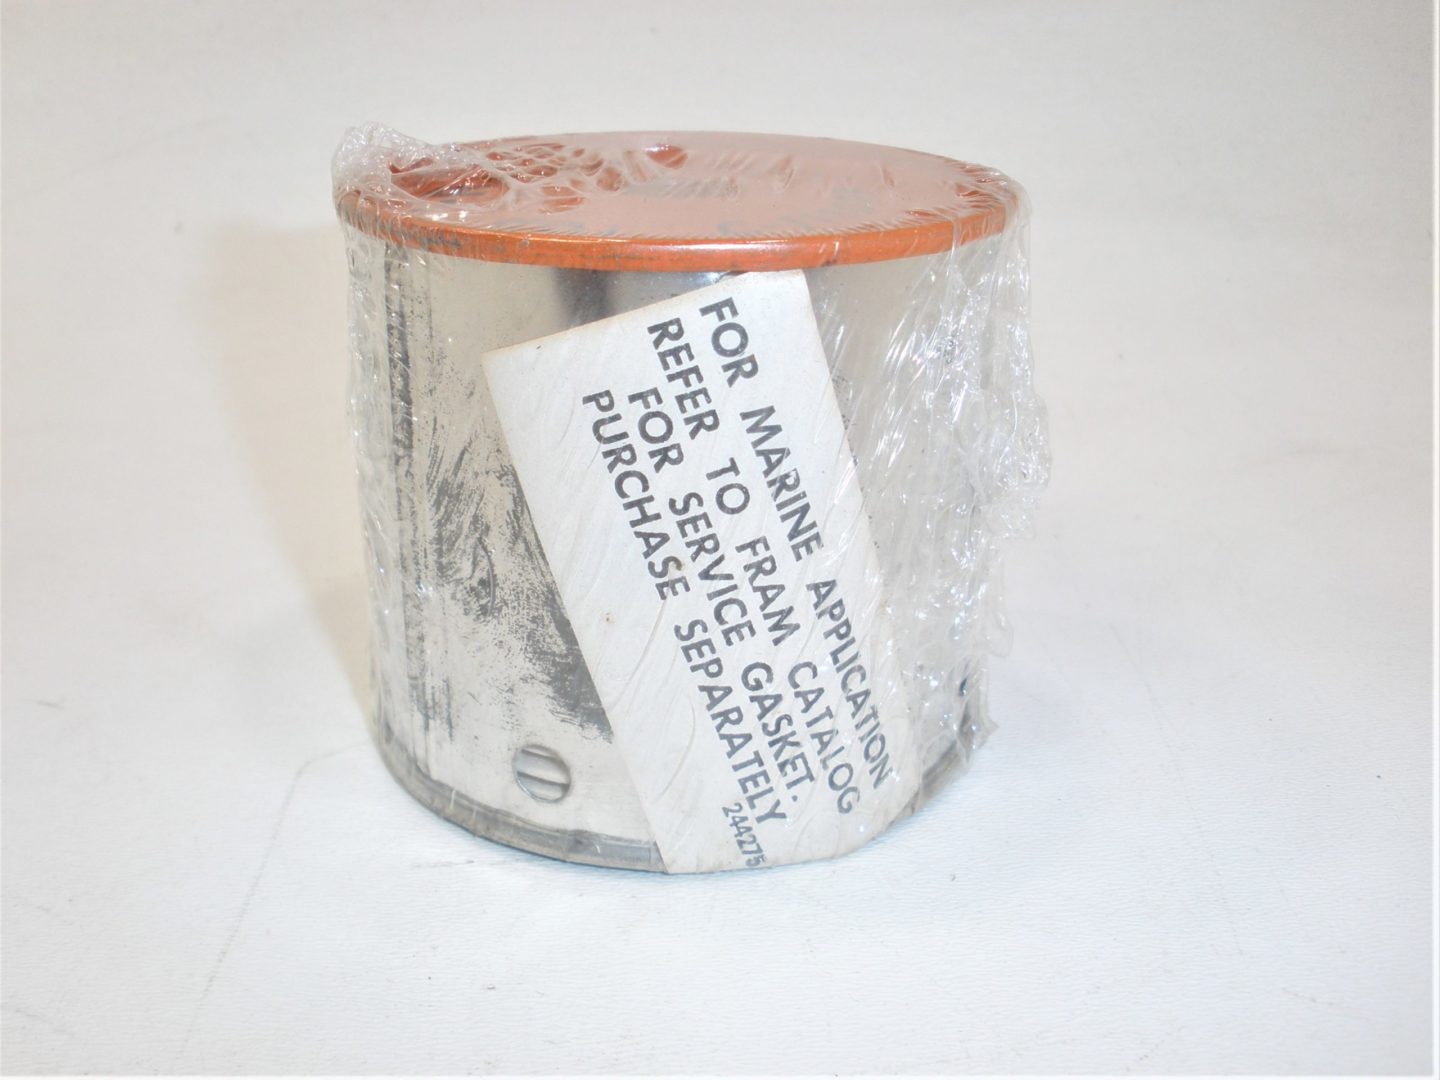 FOR MARINE APPLICATION
REFER TO FRAM CATALOG
FOR SERVICE GASKET.
PURCHASE SEPARATELY
244275